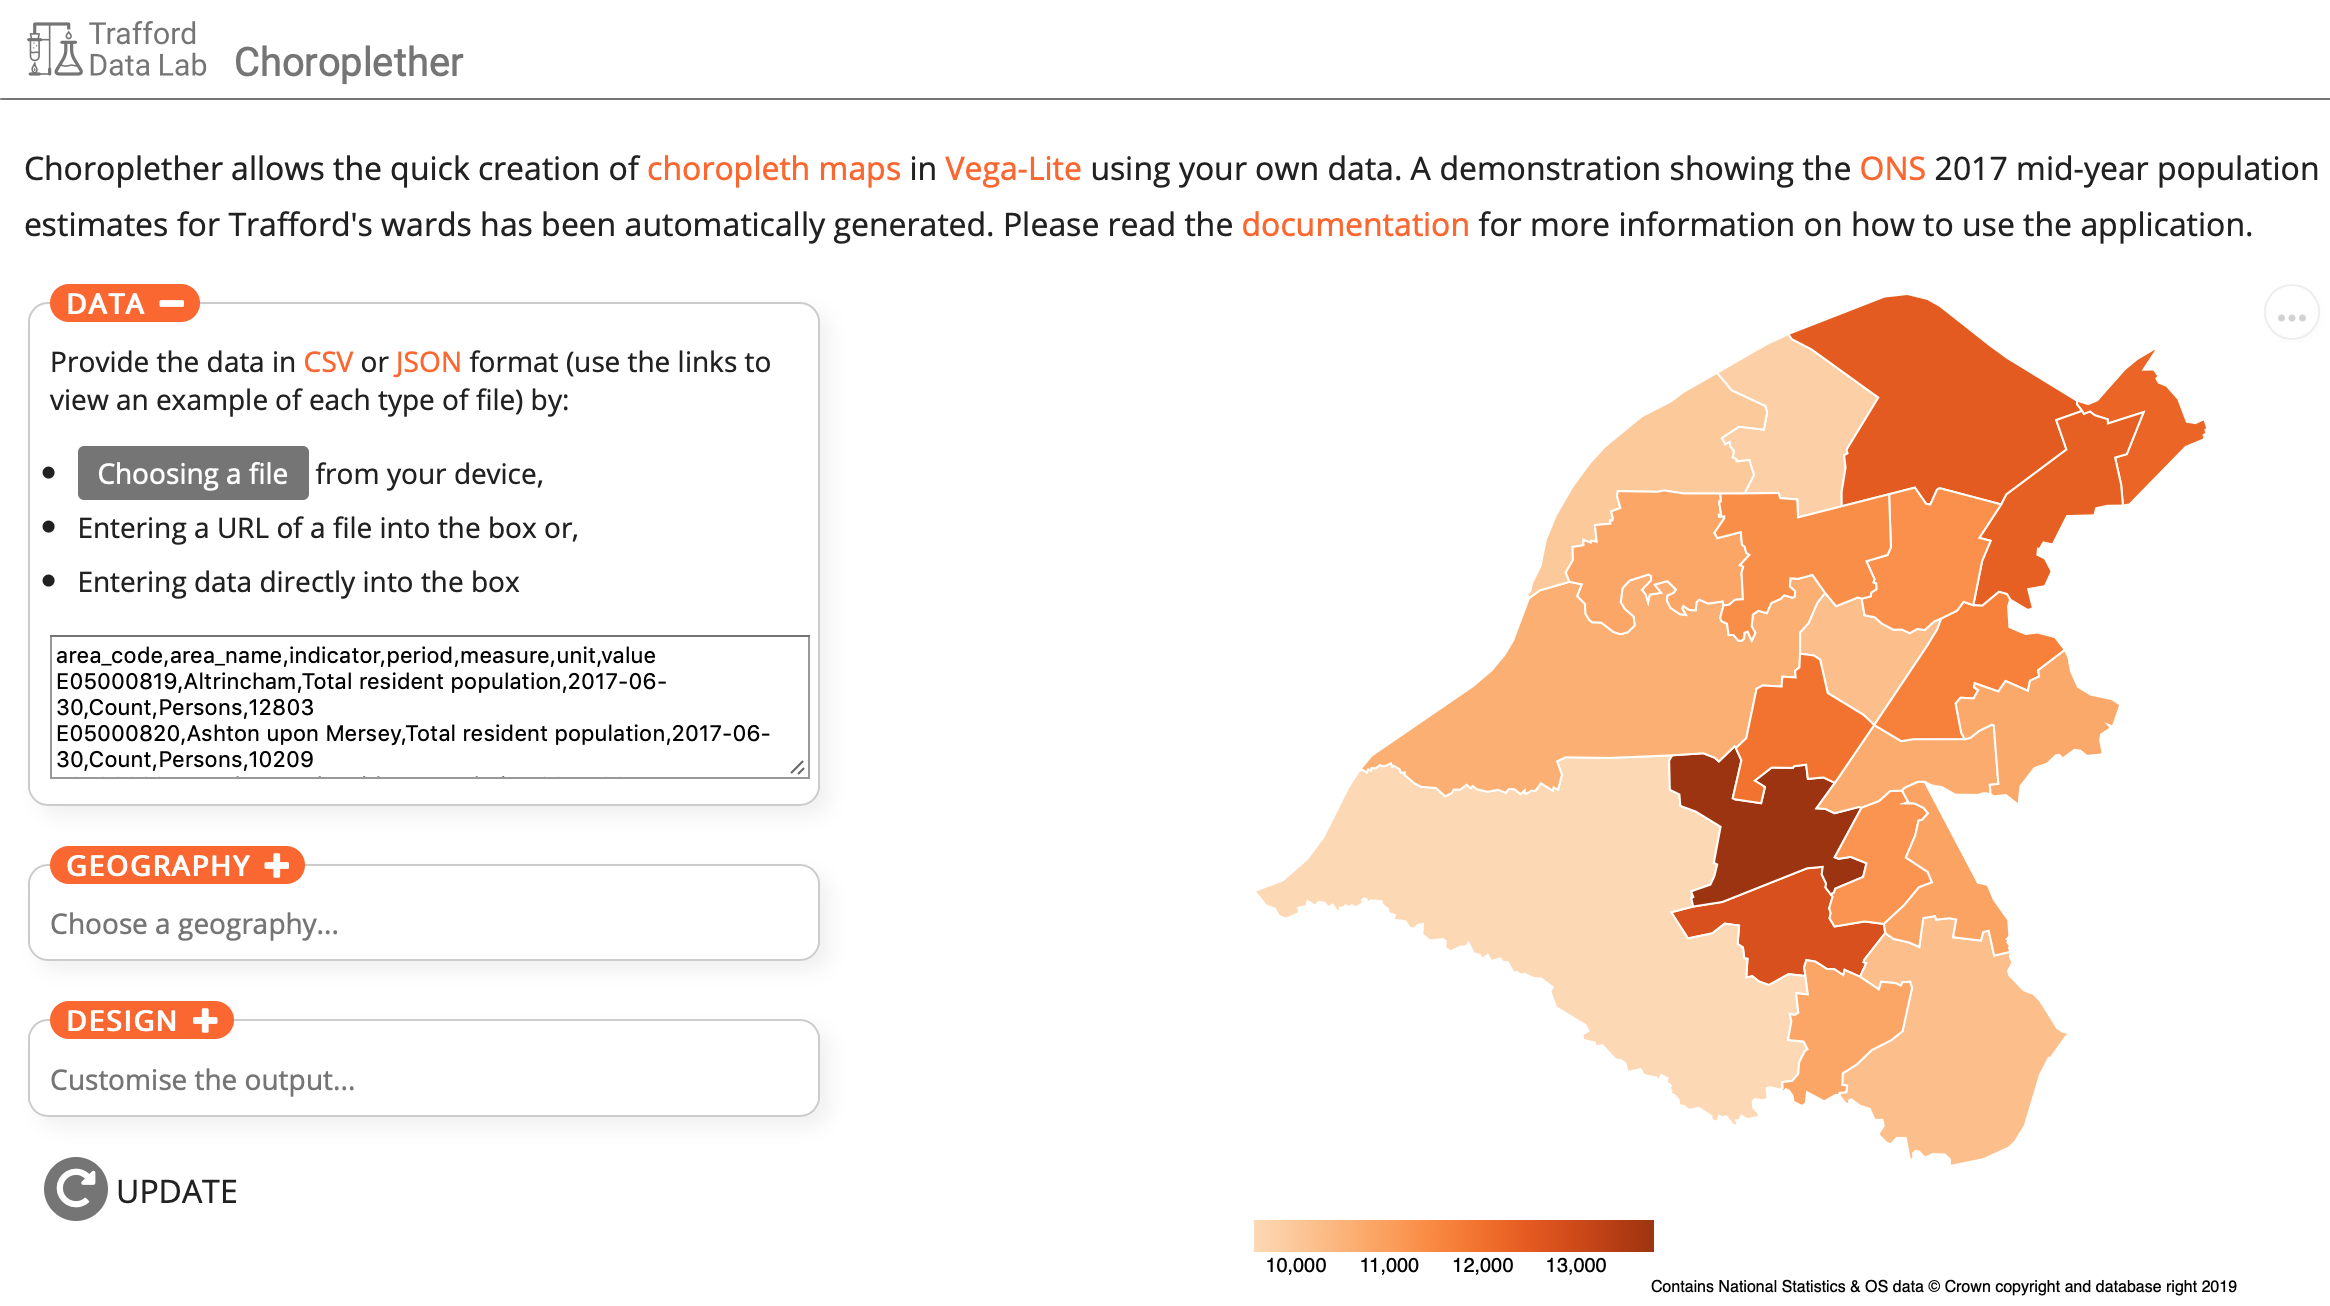 Trafford
Data Lab
Choroplether
Choroplether allows the quick creation of choropleth maps in Vega-Lite using your own data. A demonstration showing the ONS 2017 mid-year population
estimates for Trafford's wards has been automatically generated. Please read the documentation for more information on how to use the application.
DATA
Provide the data in CSV or JSON format (use the links to
view an example of each type of file) by:
Choosing a file from your device,
Entering a URL of a file into the box or,
Entering data directly into the box
area_code,area_name,indicator,period,measure,unit,value
E05000819,Altrincham,Total resident population,2017-06-
30,Count,Persons,12803
E05000820,Ashton upon Mersey,Total resident population,2017-06-
30,Count,Persons,10209
GEOGRAPHY
Choose a geography...
DESIGN
Customise the output...
UPDATE
10,000 11,000 12,000 13,000
Contains National Statistics & OS data © Crown copyright and database right 2019